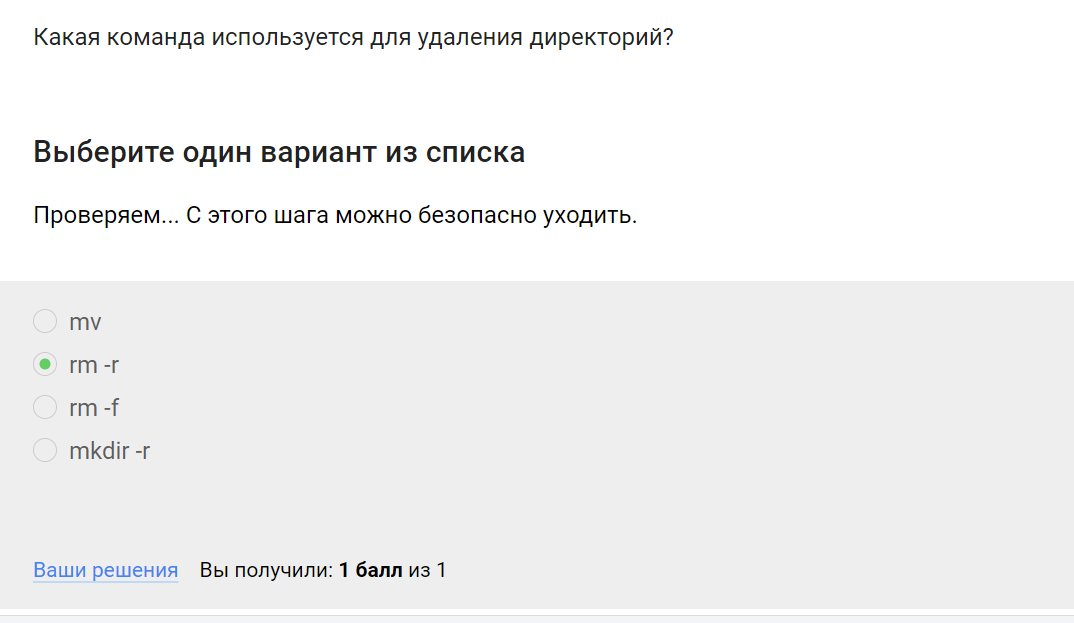 Какая команда используется для удаления директорий?
Выберите один вариант из списка
Проверяем... С этого шага можно безопасно уходить.
mv
rm -r
rm -f
mkdir -r
Ваши решения Вы получили: 1 балл из 1